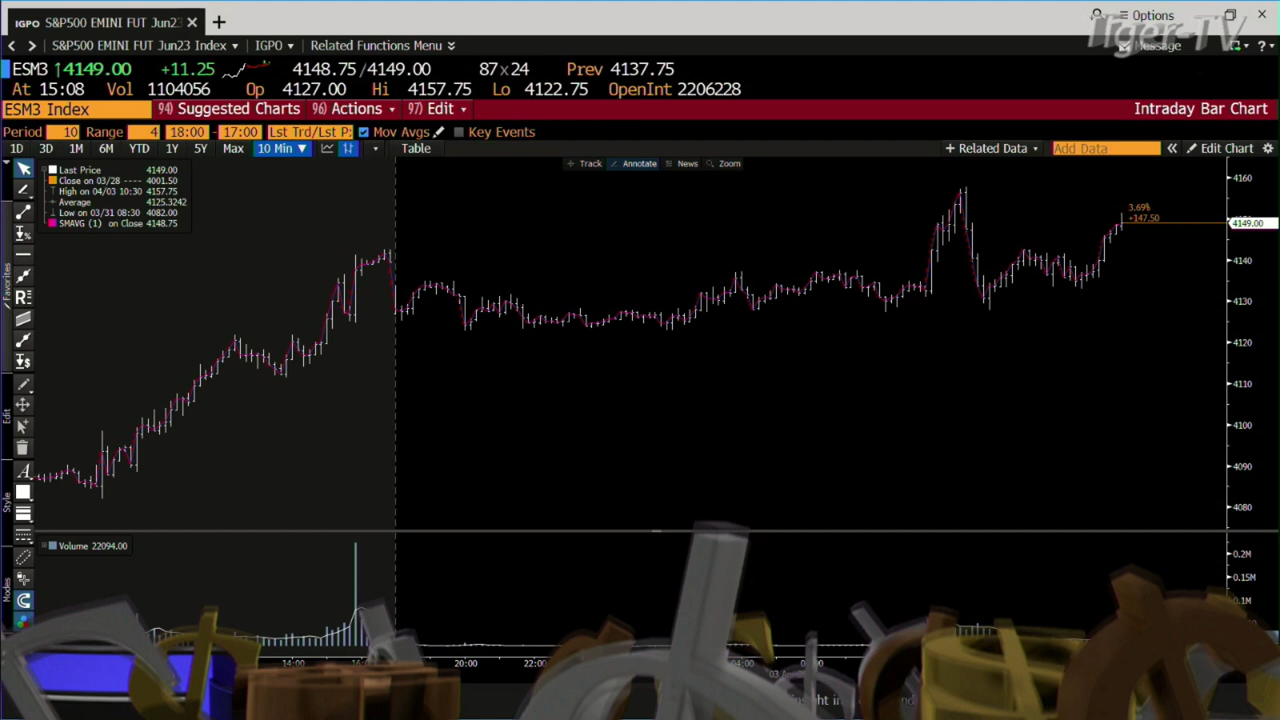 IGPO S&P500 EMINI FUT Jun23 × +
Options
Tiger-TV
Message
< > S&P500 EMINI FUT Jun23 Index IGPO Related Functions Menu
ESM3 ↑4149.00 +11.25 4148.75/4149.00 87x24 Prev 4137.75
At 15:08 Vol 1104056 Op 4127.00 Hi 4157.75 Lo 4122.75 OpenInt 2206228
ESM3 Index 94) Suggested Charts 96) Actions 97) Edit Intraday Bar Chart
Period 10 Range 4 18:00 - 17:00 Lst Trd/Lst P: Mov Avgs Key Events
1D 3D 1M 6M YTD 1Y 5Y Max 10 Min ▼ Table + Related Data Add Data « Edit Chart
Track Annotate News Zoom
Last Price 4149.00
Close on 03/28 ---- 4001.50
High on 04/03 10:30 4157.75
Average 4125.3242
Low on 03/31 08:30 4082.00
SMAVG (1) on Close 4148.75
Favorites
Edit
Style
Modes
3.69%
+147.50
4160
4149.00
4140
4130
4120
4110
4100
4090
4080
Volume 22094.00
0.2M
0.15M
0.1M
14:00 20:00 04:00